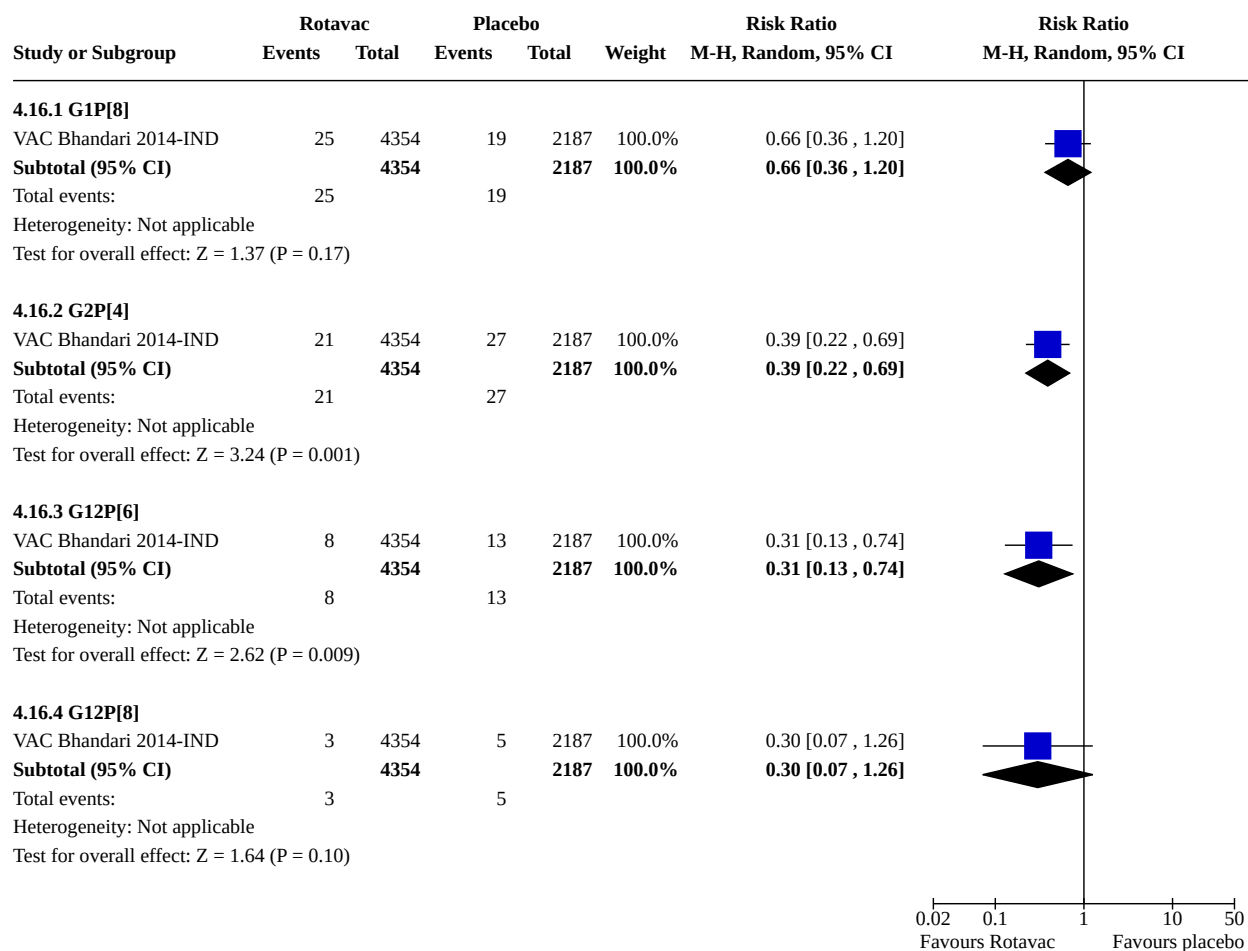 Rotavac Placebo Risk Ratio Risk Ratio
Study or Subgroup Events Total Events Total Weight M-H, Random, 95% CI M-H, Random, 95% CI
4.16.1 G1P[8]
VAC Bhandari 2014-IND 25 4354 19 2187 100.0% 0.66 [0.36 , 1.20]
Subtotal (95% CI) 4354 2187 100.0% 0.66 [0.36 , 1.20]
Total events: 25 19
Heterogeneity: Not applicable
Test for overall effect: Z = 1.37 (P = 0.17)
4.16.2 G2P[4]
VAC Bhandari 2014-IND 21 4354 27 2187 100.0% 0.39 [0.22 , 0.69]
Subtotal (95% CI) 4354 2187 100.0% 0.39 [0.22 , 0.69]
Total events: 21 27
Heterogeneity: Not applicable
Test for overall effect: Z = 3.24 (P = 0.001)
4.16.3 G12P[6]
VAC Bhandari 2014-IND 8 4354 13 2187 100.0% 0.31 [0.13 , 0.74]
Subtotal (95% CI) 4354 2187 100.0% 0.31 [0.13 , 0.74]
Total events: 8 13
Heterogeneity: Not applicable
Test for overall effect: Z = 2.62 (P = 0.009)
4.16.4 G12P[8]
VAC Bhandari 2014-IND 3 4354 5 2187 100.0% 0.30 [0.07 , 1.26]
Subtotal (95% CI) 4354 2187 100.0% 0.30 [0.07 , 1.26]
Total events: 3 5
Heterogeneity: Not applicable
Test for overall effect: Z = 1.64 (P = 0.10)
0.02 0.1 1 10 50
Favours Rotavac Favours placebo